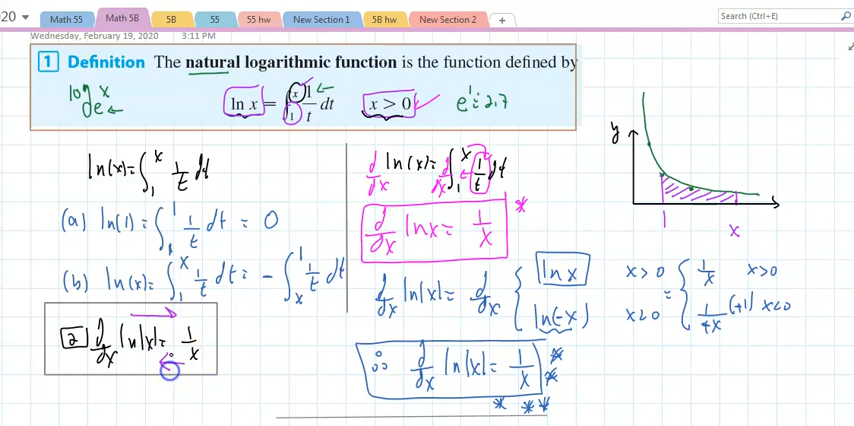 020
Math 55
Math 5B
5B
55
55 hw
New Section 1
5B hw
New Section 2
+
Search (Ctrl+E)
Wednesday, February 19, 2020 3:11 PM
1 Definition The natural logarithmic function is the function defined by
ln x = ∫₁ˣ 1/t dt x > 0
log x
e
e¹ ≐ 2.7
y
1 x
ln(x) = ∫₁ˣ 1/t dt
(a) ln(1) = ∫₁¹ 1/t dt = 0
(b) ln(x) = ∫₁ˣ 1/t dt = - ∫ₓ¹ 1/t dt
2 d/dx ln|x| = 1/x
d/dx ln(x) = d/dx ∫₁ˣ 1/t dt
d/dx ln x = 1/x *
d/dx ln|x| = d/dx { ln x x>0 = { 1/x x>0
ln(-x) x<0 1/+x (+1) x<0
∴ d/dx ln|x| = 1/x * *
* * *